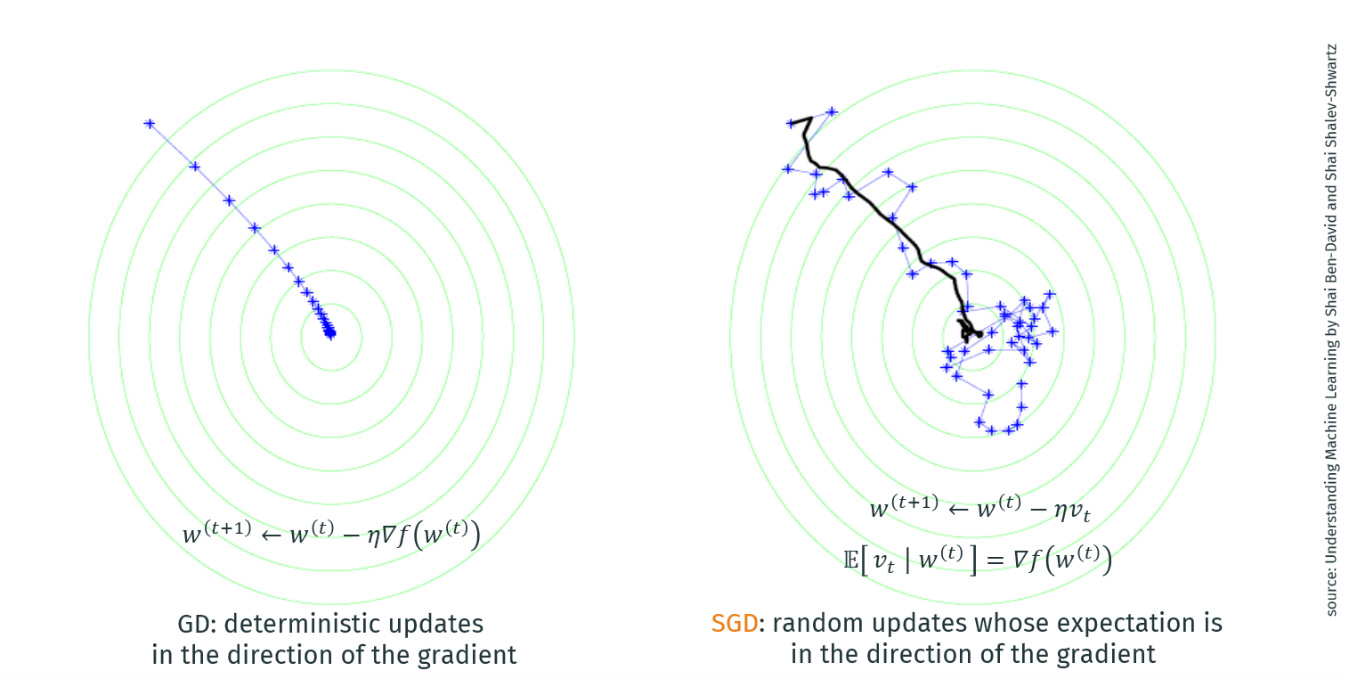 w^(t+1) ← w^(t) − η∇f(w^(t))
GD: deterministic updates
in the direction of the gradient
w^(t+1) ← w^(t) − ηv_t
𝔼[ v_t | w^(t) ] = ∇f(w^(t))
SGD: random updates whose expectation is
in the direction of the gradient
source: Understanding Machine Learning by Shai Ben-David and Shai Shalev-Shwartz